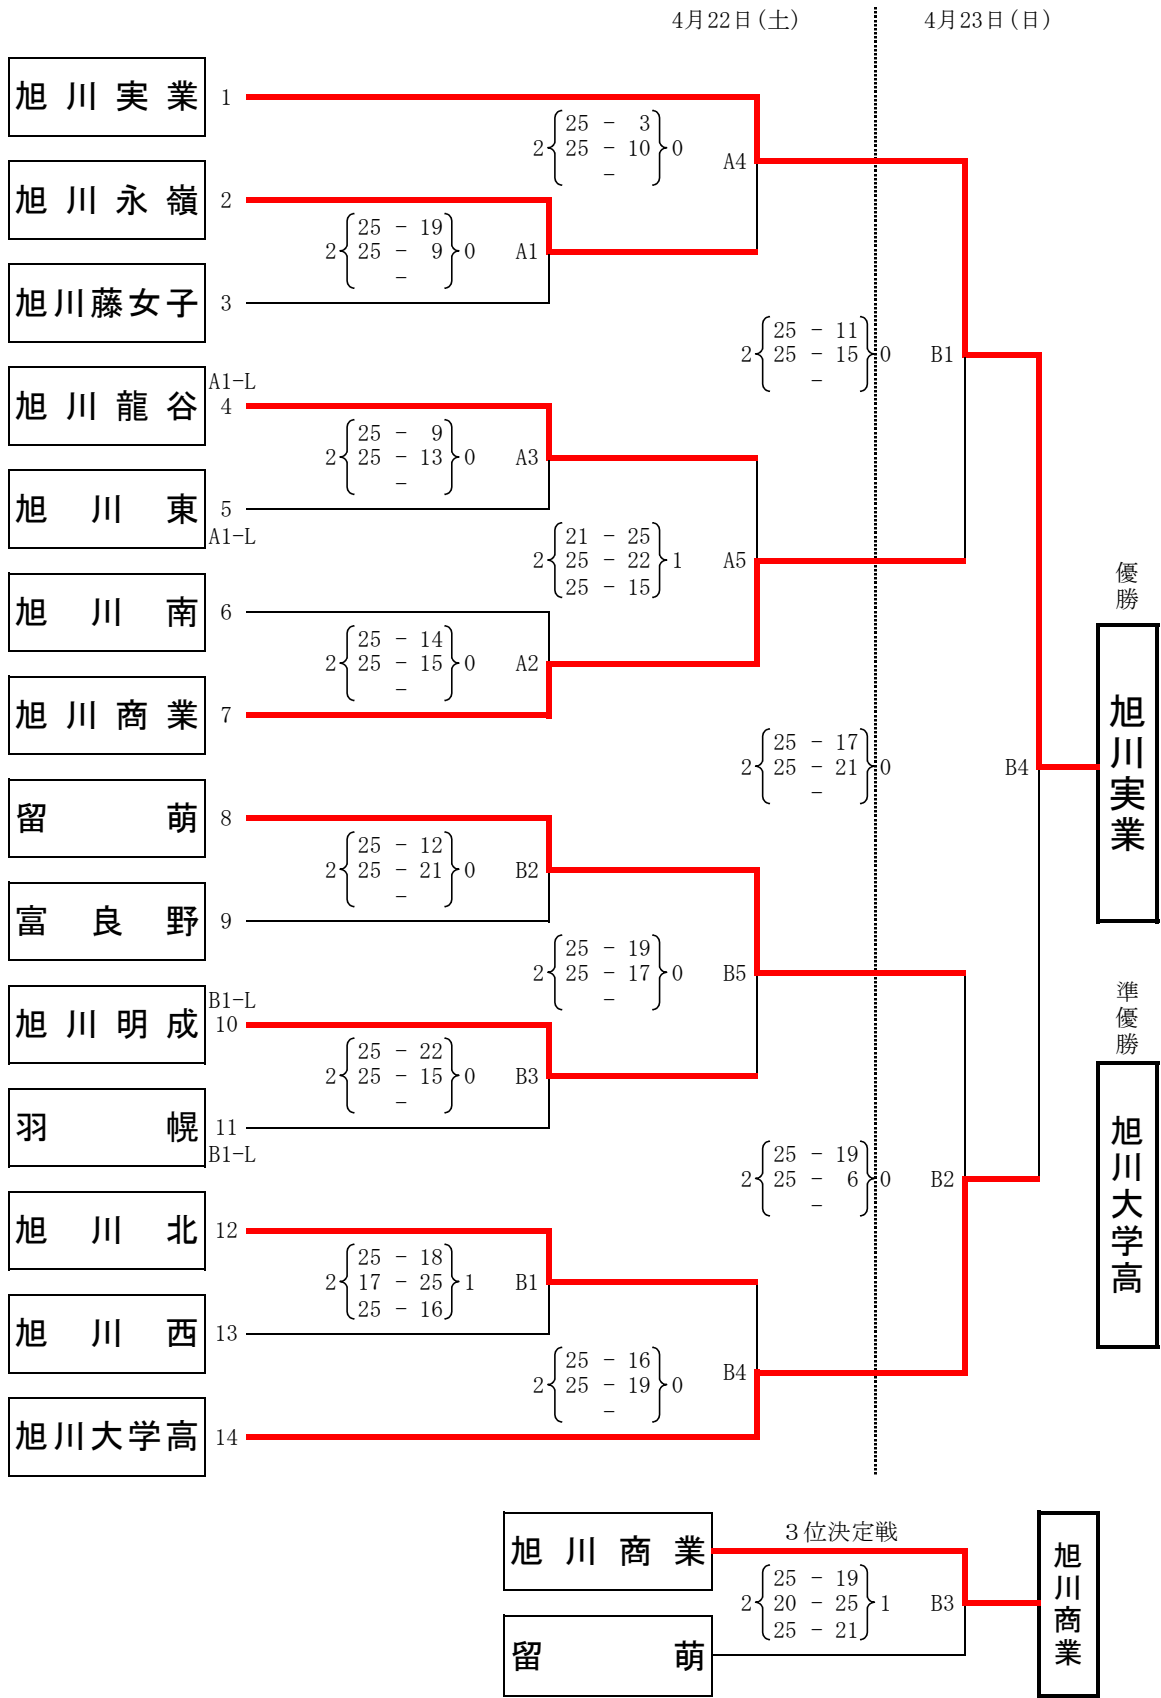 4月22日(土)
4月23日(日)
旭川実業 1
25 - 3
2 25 - 10 0
-
A4
旭川永嶺 2
25 - 19
2 25 - 9 0
-
A1
旭川藤女子 3
25 - 11
2 25 - 15 0
-
B1
A1-L
旭川龍谷 4
25 - 9
2 25 - 13 0
-
A3
旭川東 5
A1-L
21 - 25
2 25 - 22 1
25 - 15
A5
旭川南 6
25 - 14
2 25 - 15 0
-
A2
旭川商業 7
25 - 17
2 25 - 21 0
-
B4
優勝
旭川実業
留萌 8
25 - 12
2 25 - 21 0
-
B2
富良野 9
25 - 19
2 25 - 17 0
-
B5
B1-L
旭川明成 10
25 - 22
2 25 - 15 0
-
B3
羽幌 11
B1-L
25 - 19
2 25 - 6 0
-
B2
準優勝
旭川大学高
旭川北 12
25 - 18
2 17 - 25 1
25 - 16
B1
旭川西 13
25 - 16
2 25 - 19 0
-
B4
旭川大学高 14
旭川商業
3位決定戦
25 - 19
2 20 - 25 1
25 - 21
B3
留萌
旭川商業